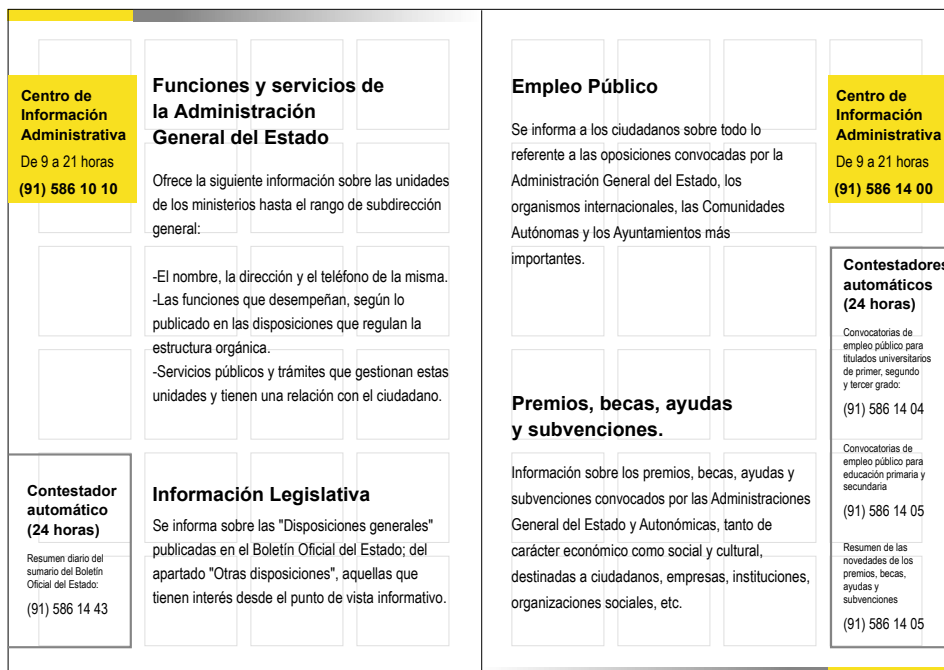 Centro de
Información
Administrativa
De 9 a 21 horas
(91) 586 10 10
Funciones y servicios de
la Administración
General del Estado
Ofrece la siguiente información sobre las unidades
de los ministerios hasta el rango de subdirección
general:
-El nombre, la dirección y el teléfono de la misma.
-Las funciones que desempeñan, según lo
publicado en las disposiciones que regulan la
estructura orgánica.
-Servicios públicos y trámites que gestionan estas
unidades y tienen una relación con el ciudadano.
Contestador
automático
(24 horas)
Resumen diario del
sumario del Boletín
Oficial del Estado:
(91) 586 14 43
Información Legislativa
Se informa sobre las "Disposiciones generales"
publicadas en el Boletín Oficial del Estado; del
apartado "Otras disposiciones", aquellas que
tienen interés desde el punto de vista informativo.
Empleo Público
Se informa a los ciudadanos sobre todo lo
referente a las oposiciones convocadas por la
Administración General del Estado, los
organismos internacionales, las Comunidades
Autónomas y los Ayuntamientos más
importantes.
Premios, becas, ayudas
y subvenciones.
Información sobre los premios, becas, ayudas y
subvenciones convocados por las Administraciones
General del Estado y Autonómicas, tanto de
carácter económico como social y cultural,
destinadas a ciudadanos, empresas, instituciones,
organizaciones sociales, etc.
Centro de
Información
Administrativa
De 9 a 21 horas
(91) 586 14 00
Contestadores
automáticos
(24 horas)
Convocatorias de
empleo público para
titulados universitarios
de primer, segundo
y tercer grado:
(91) 586 14 04
Convocatorias de
empleo público para
educación primaria y
secundaria
(91) 586 14 05
Resumen de las
novedades de los
premios, becas,
ayudas y
subvenciones
(91) 586 14 05